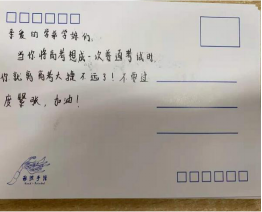 亲爱的学弟学妹们,
当你将高考想成一次普通考试时,
你就离高考大捷不远了!不要过
度紧张,加油!